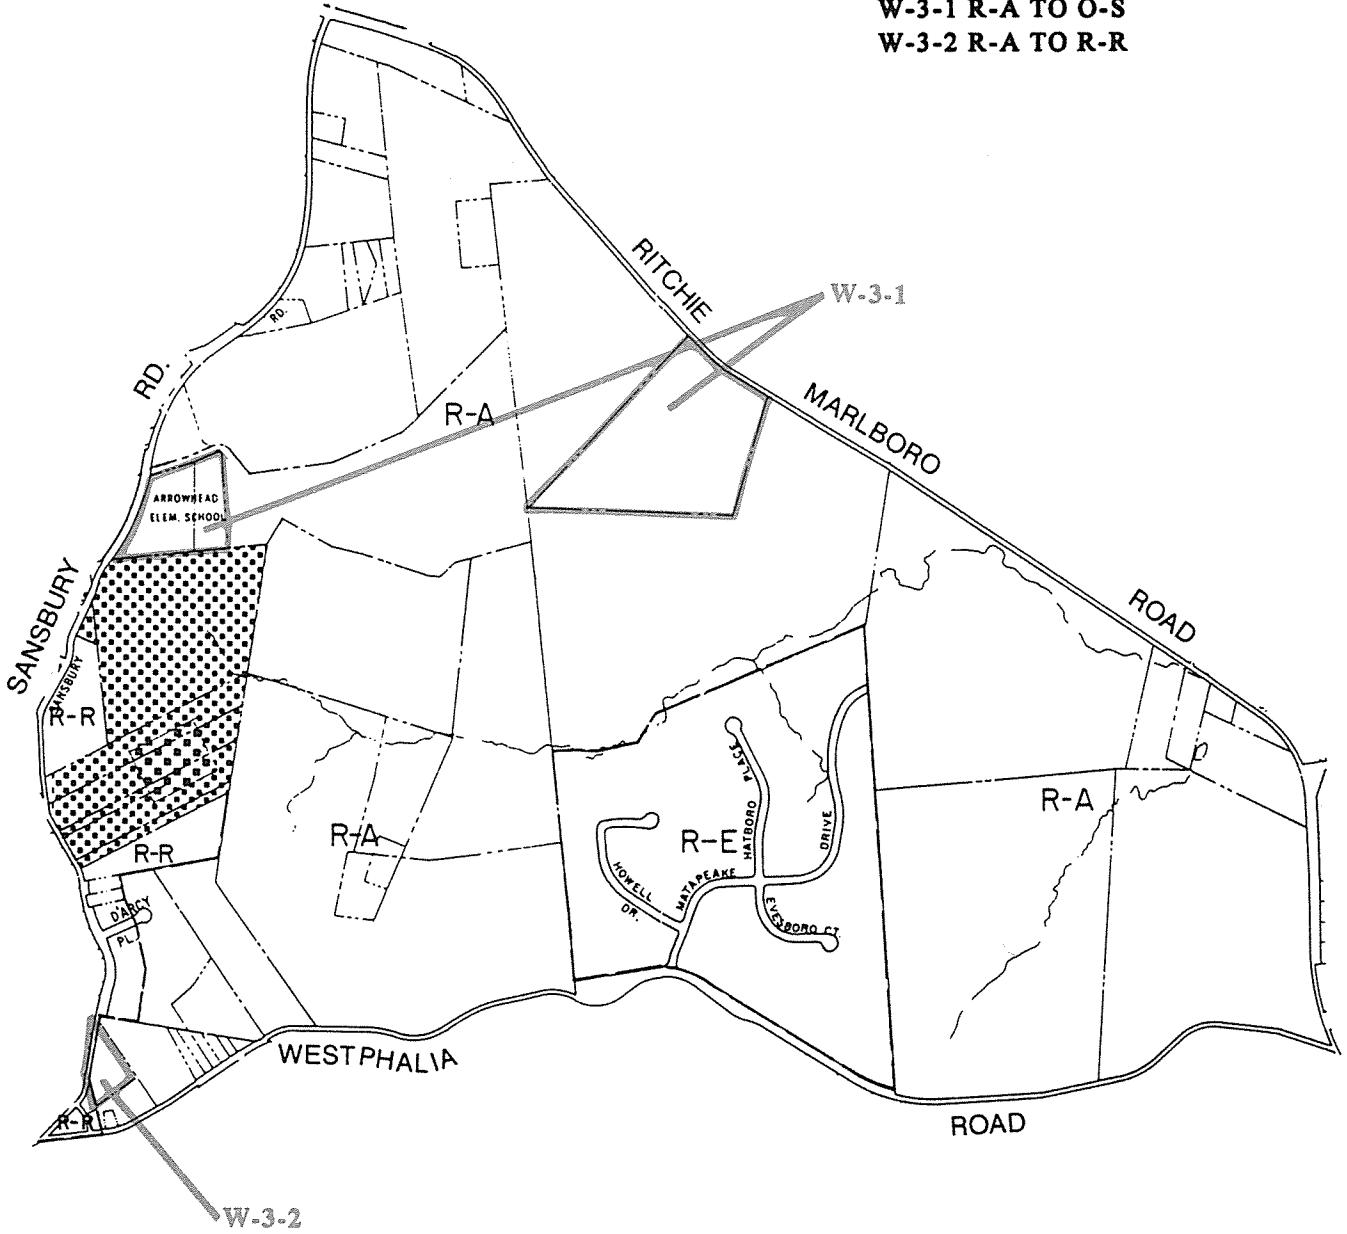 W-3-1 R-A TO O-S
W-3-2 R-A TO R-R
RITCHIE
W-3-1
RD.
RD.
MARLBORO
R-A
ARROWHEAD
ELEM. SCHOOL
SANSBURY
ROAD
SANSBURY
R-R
PLACE
R-A
HATBORO
DRIVE
R-A
R-E
R-R
HOWELL
DR.
MATAPEAKE
EVESBORO CT.
D'ARCY
PL.
WESTPHALIA
R-R
ROAD
W-3-2